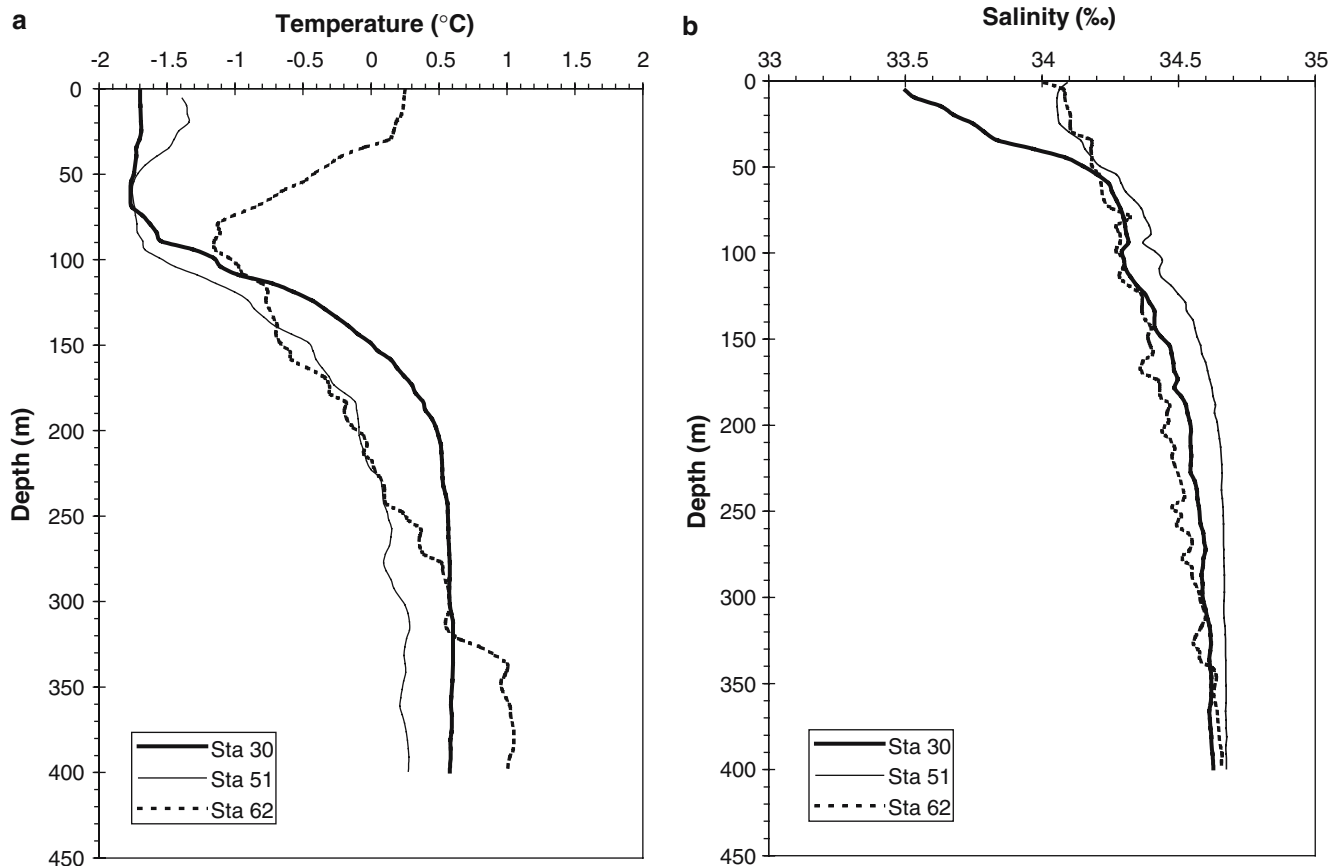 a
Temperature (°C)
-2 -1.5 -1 -0.5 0 0.5 1 1.5 2
0
50
100
150
200
250
300
350
400
450
Depth (m)
Sta 30
Sta 51
Sta 62
b
Salinity (‰)
33 33.5 34 34.5 35
0
50
100
150
200
250
300
350
400
450
Depth (m)
Sta 30
Sta 51
Sta 62